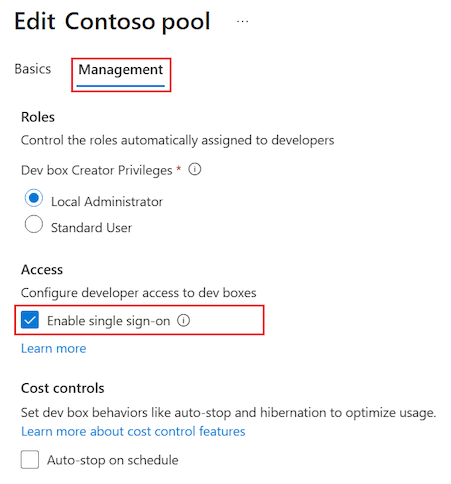 Edit Contoso pool ...
Basics Management
Roles
Control the roles automatically assigned to developers
Dev box Creator Privileges *
Local Administrator
Standard User
Access
Configure developer access to dev boxes
Enable single sign-on
Learn more
Cost controls
Set dev box behaviors like auto-stop and hibernation to optimize usage.
Learn more about cost control features
Auto-stop on schedule